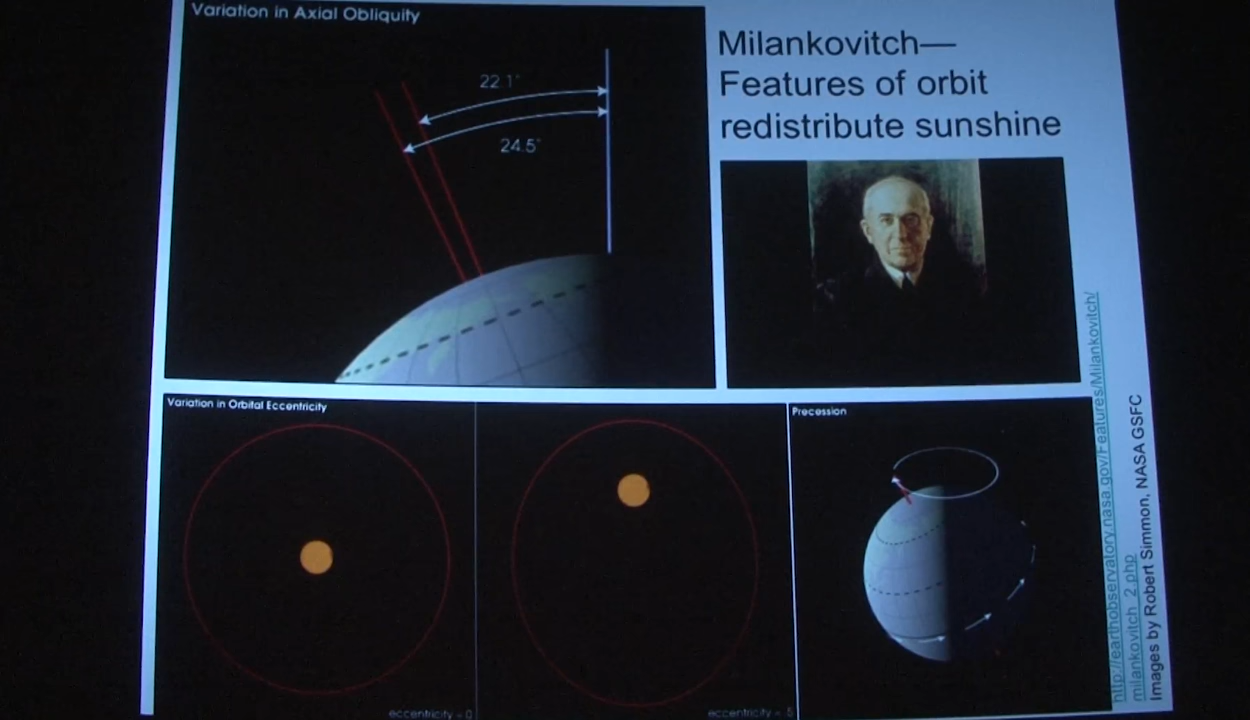 Variation in Axial Obliquity
22.1°
24.5°
Milankovitch—
Features of orbit
redistribute sunshine
Variation in Orbital Eccentricity
eccentricity = 0
eccentricity = .5
Precession
http://earthobservatory.nasa.gov/Features/Milankovitch/
milankovitch_2.php
Images by Robert Simmon, NASA GSFC